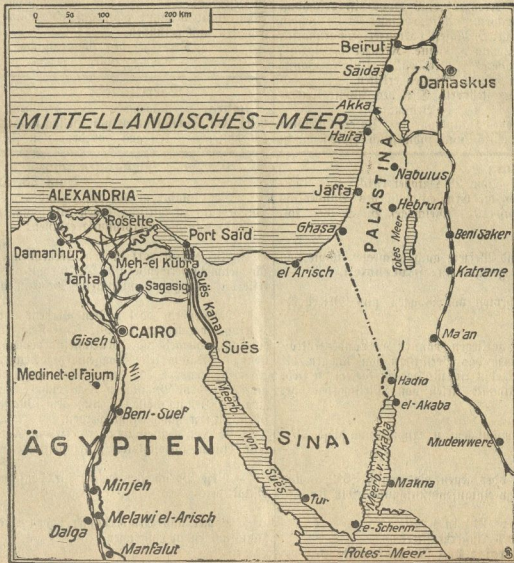 0 50 100 200 km
Beirut
Saida
Damaskus
Akka
MITTELLÄNDISCHES MEER
Haifa
PALÄSTINA
Nabulus
Jaffa
ALEXANDRIA
Rosette
Hebrun
Ghasa
Totes Meer
Port Saïd
Beni Saker
Damanhur
Meh-el Kubra
el Arisch
Tanta
Sagasig
Katrane
Suës Kanal
Giseh
CAIRO
Suës
Ma'an
Medinet-el Fajum
Nil
Hadio
Beni-Suef
el-Akaba
Meerb. von Suës
ÄGYPTEN
SINAI
Meerb. v. Akaba
Mudewwere
Minjeh
Makna
Tur
Melawi el-Arisch
Dalga
e-Scherm
Manfalut
Rotes Meer